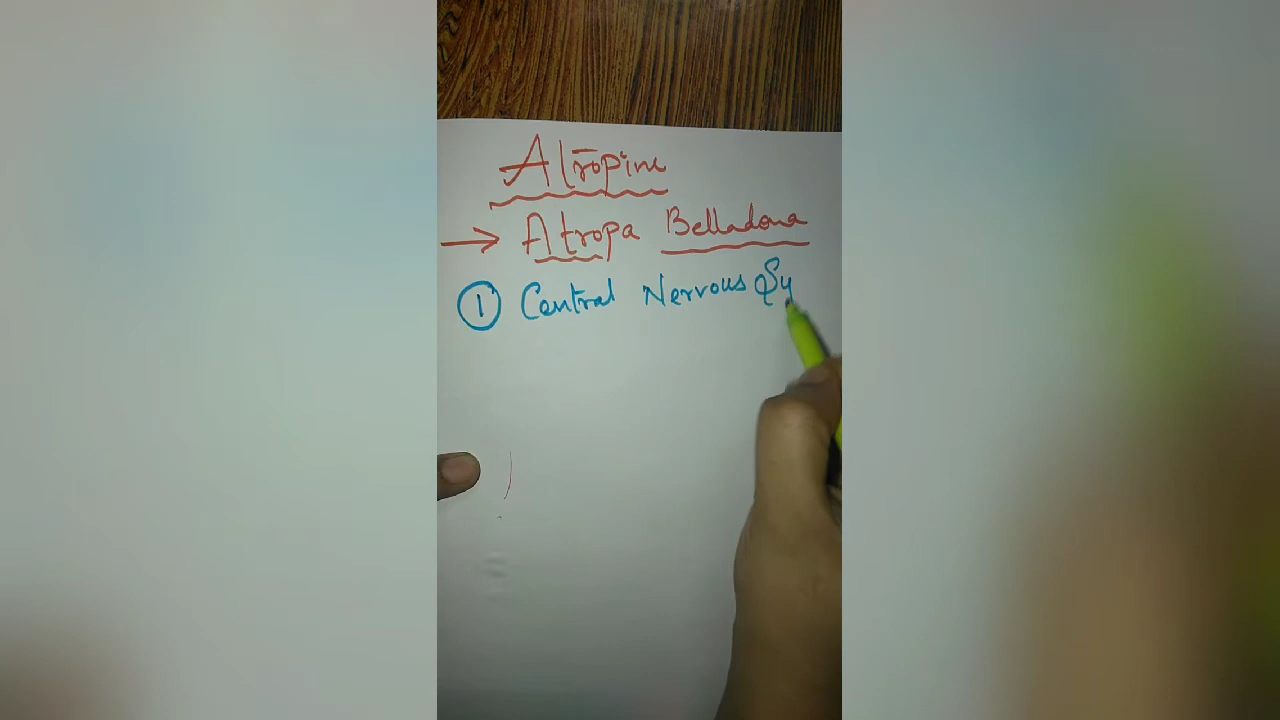 Atropine
→ Atropa Belladona
① Central Nervous Sy